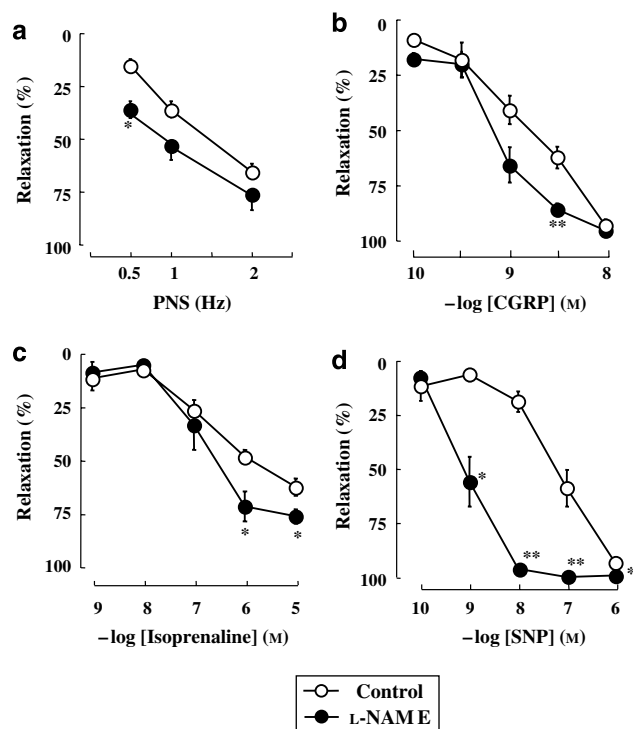 a
0
25
50
75
100
Relaxation (%)
*
0.5 1 2
PNS (Hz)
b
0
25
50
75
100
Relaxation (%)
**
10 9 8
−log [CGRP] (M)
c
0
25
50
75
100
Relaxation (%)
* *
9 8 7 6 5
−log [Isoprenaline] (M)
d
0
25
50
75
100
Relaxation (%)
*
** ** *
10 9 8 7 6
−log [SNP] (M)
Control
L-NAME